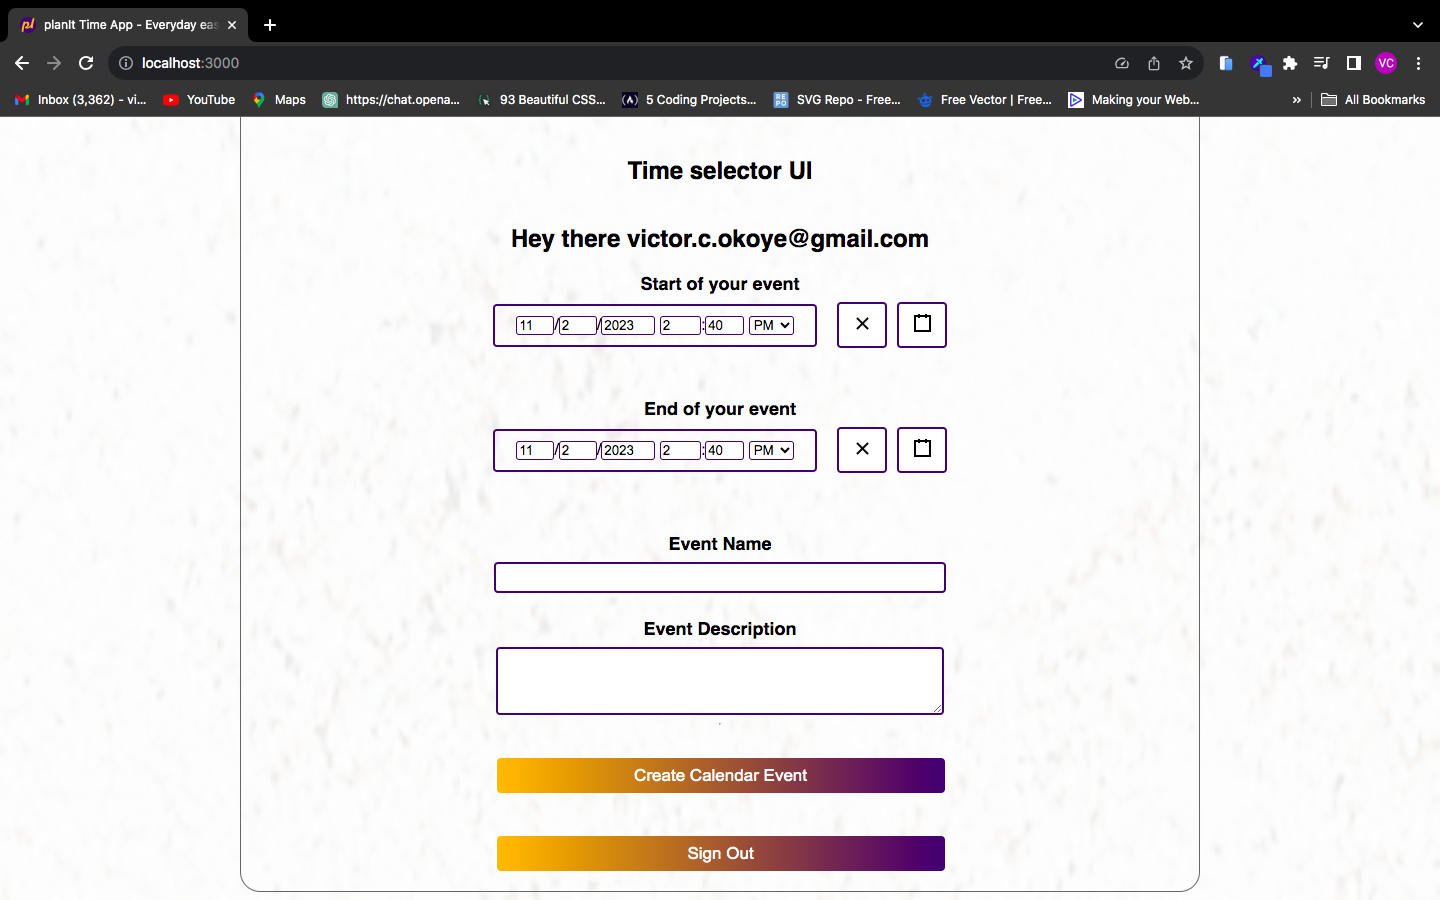 planIt Time App - Everyday eas
localhost:3000
VC
Inbox (3,362) - vi...
YouTube
Maps
https://chat.opena...
93 Beautiful CSS...
(A)
5 Coding Projects...
RE
PO
SVG Repo - Free...
Free Vector | Free...
Making your Web...
»
All Bookmarks
Time selector UI
Hey there victor.c.okoye@gmail.com
Start of your event
11/2/2023 2:40 PM
End of your event
11/2/2023 2:40 PM
Event Name
Event Description
Create Calendar Event
Sign Out